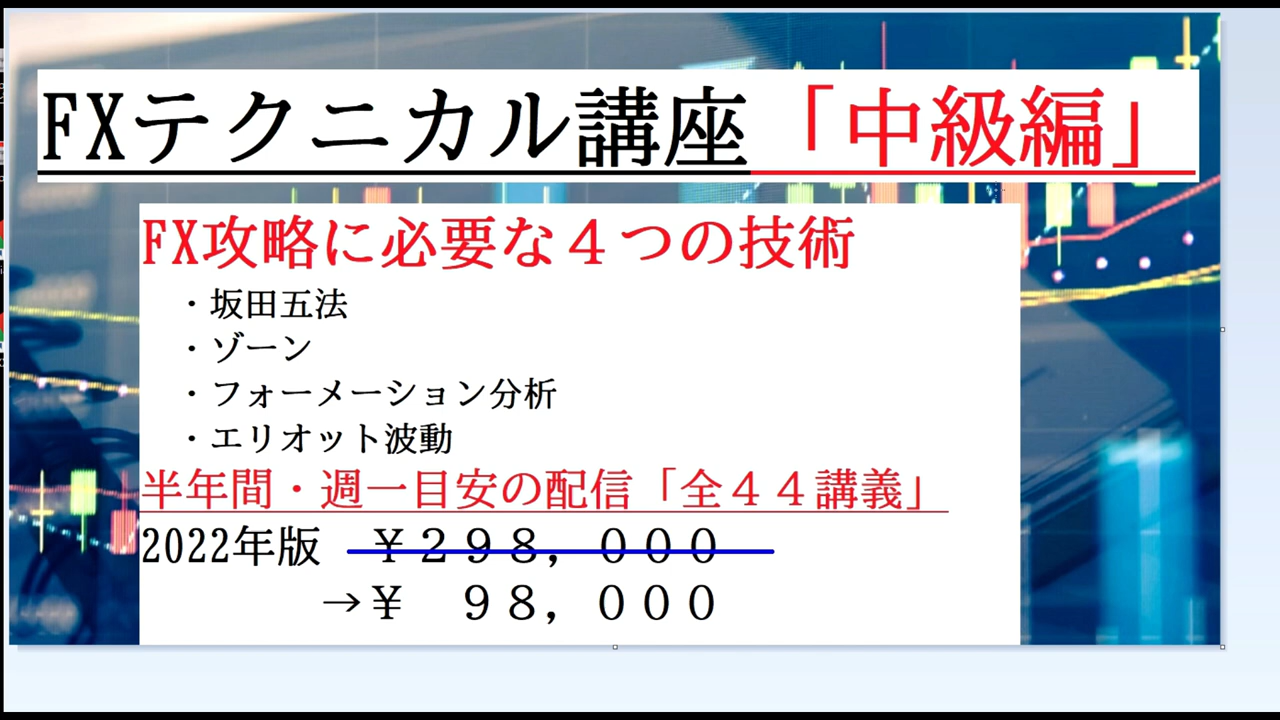 FXテクニカル講座「中級編」
FX攻略に必要な４つの技術
・坂田五法
・ゾーン
・フォーメーション分析
・エリオット波動
半年間・週一目安の配信「全４４講義」
2022年版　￥２９８，０００
→￥　９８，０００